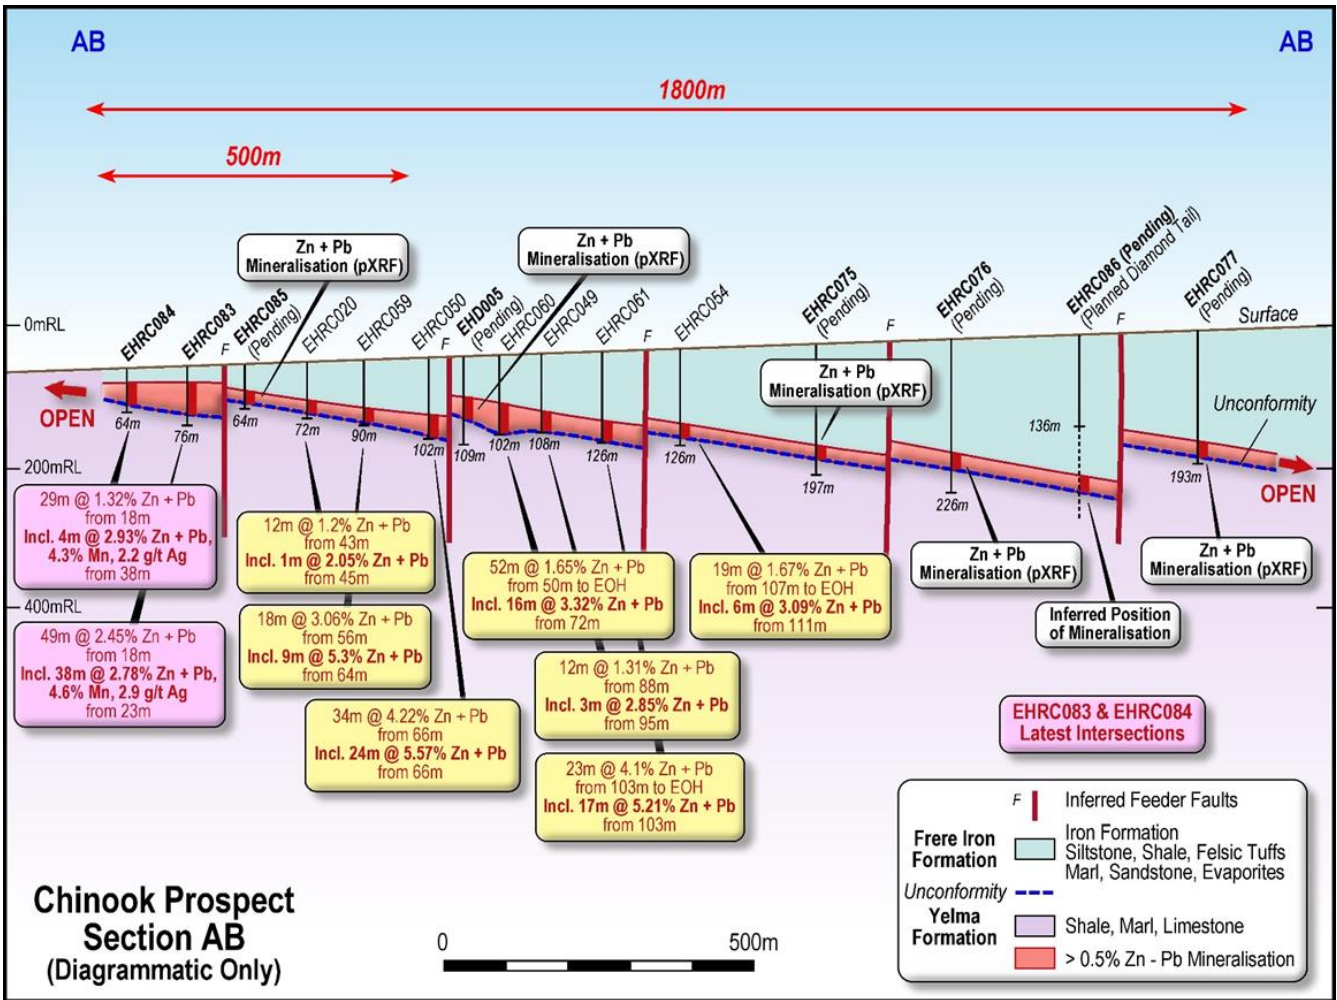 AB
AB
1800m
500m
Zn + Pb
Mineralisation (pXRF)
Zn + Pb
Mineralisation (pXRF)
EHRC084
EHRC083
F
EHRC085
(Pending)
EHRC020
EHRC059
EHRC050
F
EHD005
(Pending)
EHRC060
EHRC049
EHRC061
F
EHRC054
EHRC075
(Pending)
F
EHRC076
(Pending)
EHRC086 (Pending)
(Planned Diamond Tail)
F
EHRC077
(Pending)
0mRL
Surface
Zn + Pb
Mineralisation (pXRF)
OPEN
Unconformity
64m
76m
64m
72m
90m
102m
109m
102m
108m
126m
126m
197m
226m
136m
193m
200mRL
OPEN
29m @ 1.32% Zn + Pb
from 18m
Incl. 4m @ 2.93% Zn + Pb,
4.3% Mn, 2.2 g/t Ag
from 38m
12m @ 1.2% Zn + Pb
from 43m
Incl. 1m @ 2.05% Zn + Pb
from 45m
52m @ 1.65% Zn + Pb
from 50m to EOH
Incl. 16m @ 3.32% Zn + Pb
from 72m
19m @ 1.67% Zn + Pb
from 107m to EOH
Incl. 6m @ 3.09% Zn + Pb
from 111m
Zn + Pb
Mineralisation (pXRF)
Zn + Pb
Mineralisation (pXRF)
400mRL
Inferred Position
of Mineralisation
49m @ 2.45% Zn + Pb
from 18m
Incl. 38m @ 2.78% Zn + Pb,
4.6% Mn, 2.9 g/t Ag
from 23m
18m @ 3.06% Zn + Pb
from 56m
Incl. 9m @ 5.3% Zn + Pb
from 64m
12m @ 1.31% Zn + Pb
from 88m
Incl. 3m @ 2.85% Zn + Pb
from 95m
34m @ 4.22% Zn + Pb
from 66m
Incl. 24m @ 5.57% Zn + Pb
from 66m
23m @ 4.1% Zn + Pb
from 103m to EOH
Incl. 17m @ 5.21% Zn + Pb
from 103m
EHRC083 & EHRC084
Latest Intersections
F
Inferred Feeder Faults
Frere Iron
Formation
Iron Formation
Siltstone, Shale, Felsic Tuffs
Marl, Sandstone, Evaporites
Unconformity
Yelma
Formation
Shale, Marl, Limestone
> 0.5% Zn - Pb Mineralisation
Chinook Prospect
Section AB
(Diagrammatic Only)
0
500m